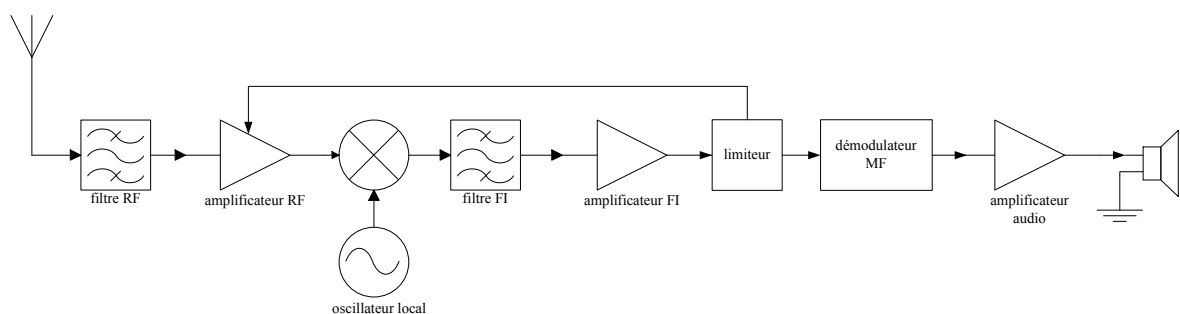 filtre RF
amplificateur RF
oscillateur local
filtre FI
amplificateur FI
limiteur
démodulateur
MF
amplificateur
audio